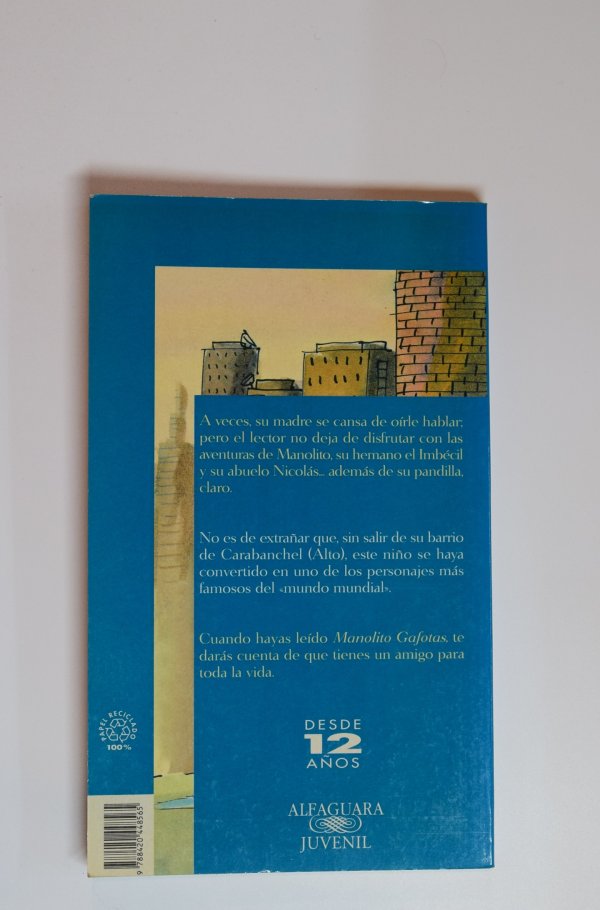 A veces, su madre se cansa de oírle hablar;
pero el lector no deja de disfrutar con las
aventuras de Manolito, su hemano el Imbécil
y su abuelo Nicolás... además de su pandilla,
claro.
No es de extrañar que, sin salir de su barrio
de Carabanchel (Alto), este niño se haya
convertido en uno de los personajes más
famosos del «mundo mundial».
Cuando hayas leído Manolito Gafotas, te
darás cuenta de que tienes un amigo para
toda la vida.
DESDE
12
AÑOS
ALFAGUARA
JUVENIL
PAPEL RECICLADO
100%
9 788420 448565